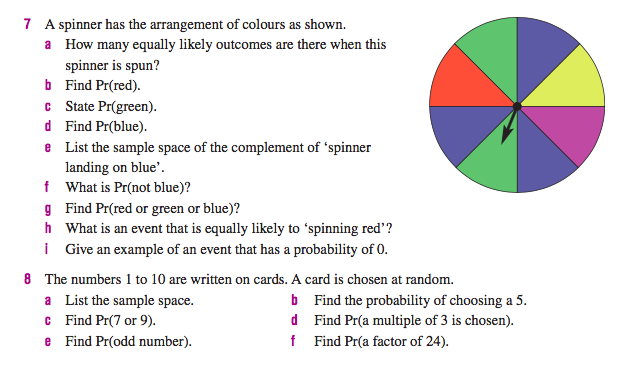 7 A spinner has the arrangement of colours as shown.
a How many equally likely outcomes are there when this
spinner is spun?
b Find Pr(red).
c State Pr(green).
d Find Pr(blue).
e List the sample space of the complement of ‘spinner
landing on blue’.
f What is Pr(not blue)?
g Find Pr(red or green or blue)?
h What is an event that is equally likely to ‘spinning red’?
i Give an example of an event that has a probability of 0.
8 The numbers 1 to 10 are written on cards. A card is chosen at random.
a List the sample space. b Find the probability of choosing a 5.
c Find Pr(7 or 9). d Find Pr(a multiple of 3 is chosen).
e Find Pr(odd number). f Find Pr(a factor of 24).